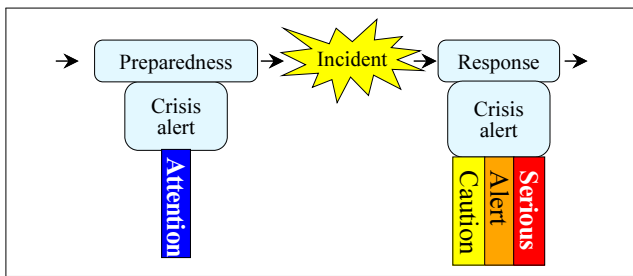 Preparedness
Incident
Response
Crisis
alert
Crisis
alert
Attention
Caution
Alert
Serious